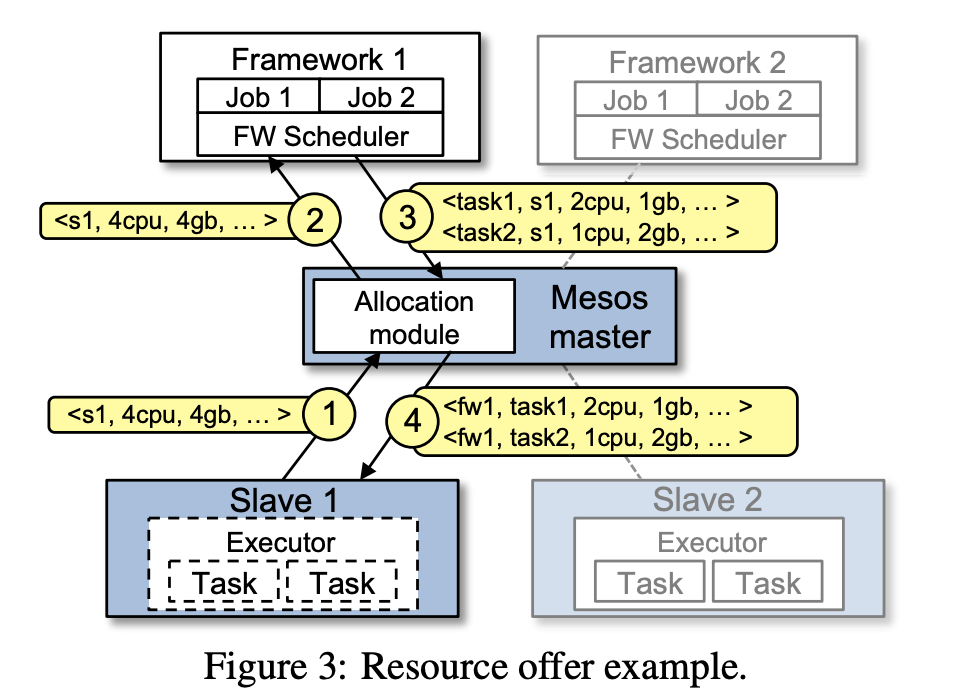 Framework 1
Job 1 Job 2
FW Scheduler
Framework 2
Job 1 Job 2
FW Scheduler
<s1, 4cpu, 4gb, … >
2
3
<task1, s1, 2cpu, 1gb, … >
<task2, s1, 1cpu, 2gb, … >
Allocation
module
Mesos
master
<s1, 4cpu, 4gb, … >
1
4
<fw1, task1, 2cpu, 1gb, … >
<fw1, task2, 1cpu, 2gb, … >
Slave 1
Executor
Task Task
Slave 2
Executor
Task Task
Figure 3: Resource offer example.